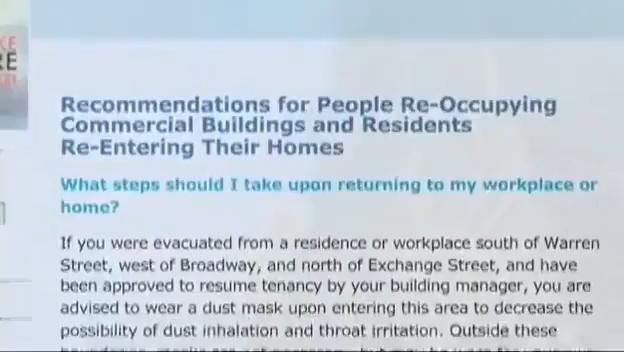 KE
RE
Recommendations for People Re-Occupying
Commercial Buildings and Residents
Re-Entering Their Homes
What steps should I take upon returning to my workplace or
home?
If you were evacuated from a residence or workplace south of Warren
Street, west of Broadway, and north of Exchange Street, and have
been approved to resume tenancy by your building manager, you are
advised to wear a dust mask upon entering this area to decrease the
possibility of dust inhalation and throat irritation. Outside these